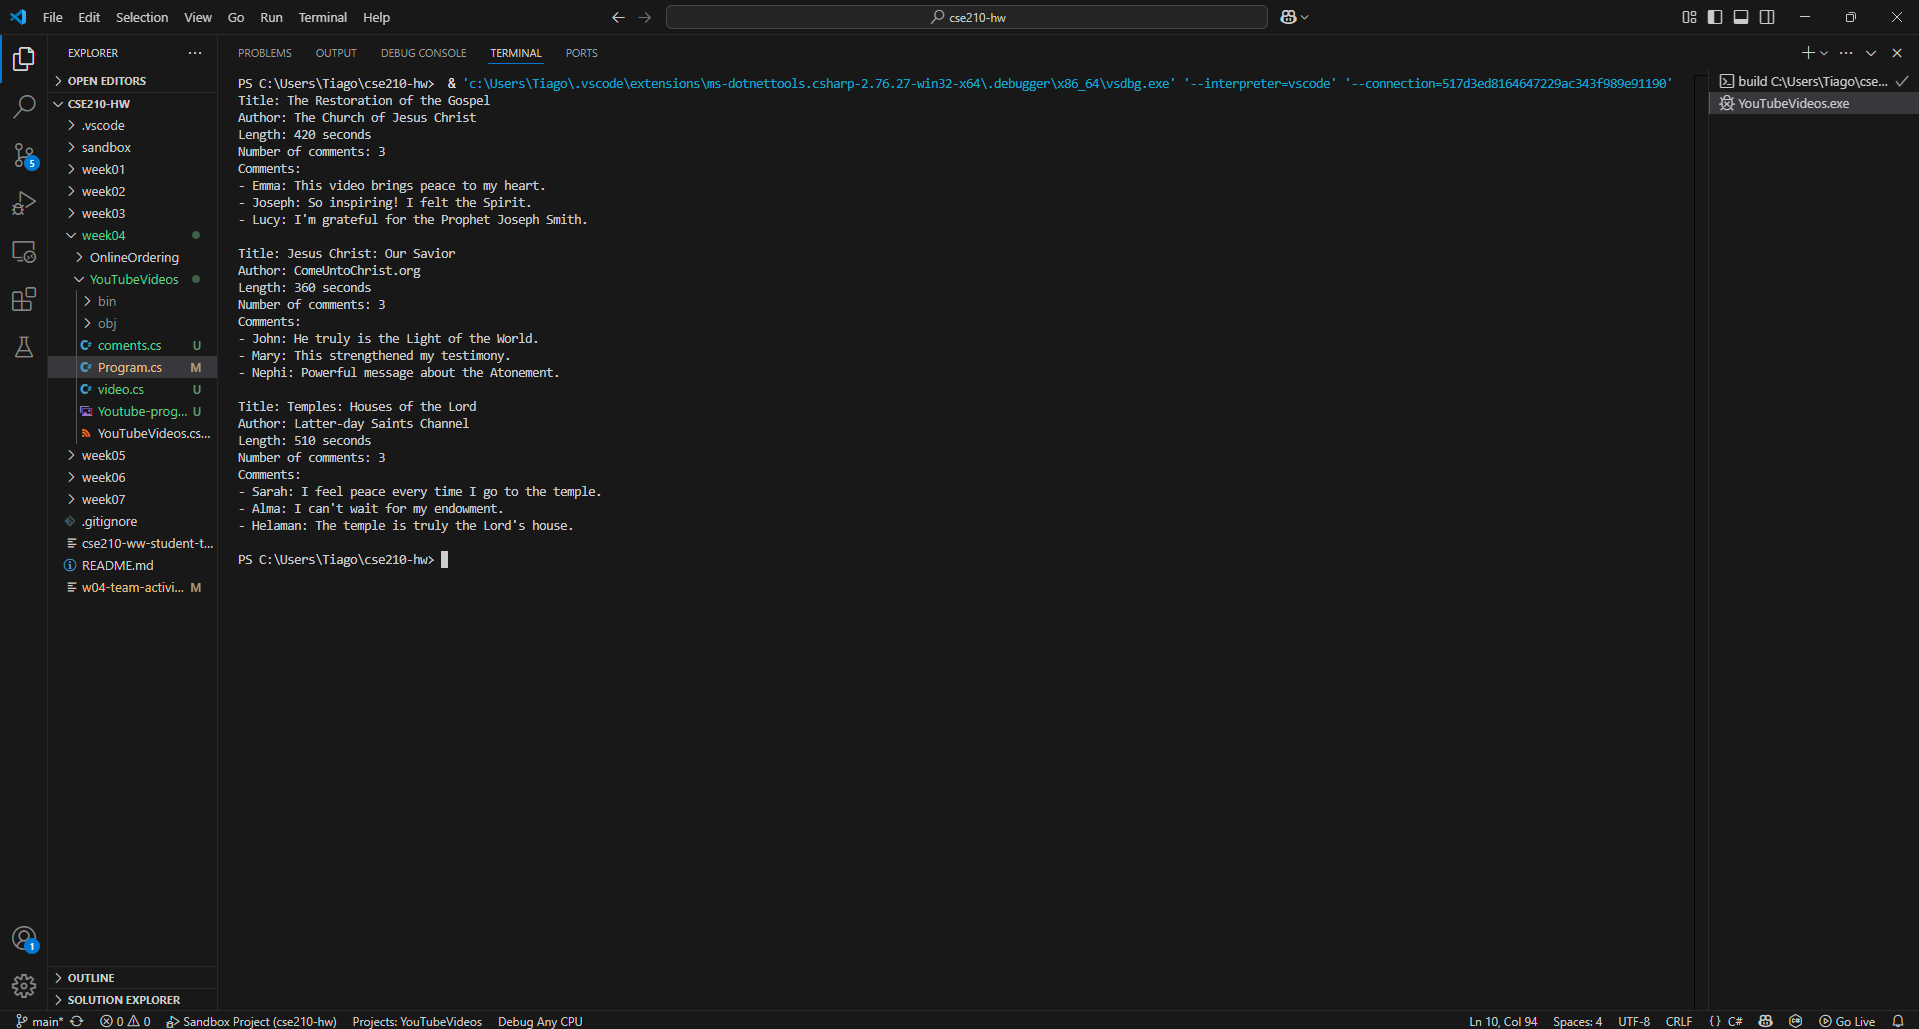 File Edit Selection View Go Run Terminal Help
cse210-hw
EXPLORER
OPEN EDITORS
CSE210-HW
.vscode
sandbox
week01
week02
week03
week04
OnlineOrdering
YouTubeVideos
bin
obj
coments.cs U
Program.cs M
video.cs U
Youtube-prog... U
YouTubeVideos.cs...
week05
week06
week07
.gitignore
cse210-ww-student-t...
README.md
w04-team-activi... M
OUTLINE
SOLUTION EXPLORER
5
1
PROBLEMS OUTPUT DEBUG CONSOLE TERMINAL PORTS
PS C:\Users\Tiago\cse210-hw>  & 'c:\Users\Tiago\.vscode\extensions\ms-dotnettools.csharp-2.76.27-win32-x64\.debugger\x86_64\vsdbg.exe' '--interpreter=vscode' '--connection=517d3ed8164647229ac343f989e91190'
Title: The Restoration of the Gospel
Author: The Church of Jesus Christ
Length: 420 seconds
Number of comments: 3
Comments:
- Emma: This video brings peace to my heart.
- Joseph: So inspiring! I felt the Spirit.
- Lucy: I'm grateful for the Prophet Joseph Smith.
Title: Jesus Christ: Our Savior
Author: ComeUntoChrist.org
Length: 360 seconds
Number of comments: 3
Comments:
- John: He truly is the Light of the World.
- Mary: This strengthened my testimony.
- Nephi: Powerful message about the Atonement.
Title: Temples: Houses of the Lord
Author: Latter-day Saints Channel
Length: 510 seconds
Number of comments: 3
Comments:
- Sarah: I feel peace every time I go to the temple.
- Alma: I can't wait for my endowment.
- Helaman: The temple is truly the Lord's house.
PS C:\Users\Tiago\cse210-hw>
build C:\Users\Tiago\cse...
YouTubeVideos.exe
main* 0 0 Sandbox Project (cse210-hw) Projects: YouTubeVideos Debug Any CPU Ln 10, Col 94 Spaces: 4 UTF-8 CRLF {} C# Go Live